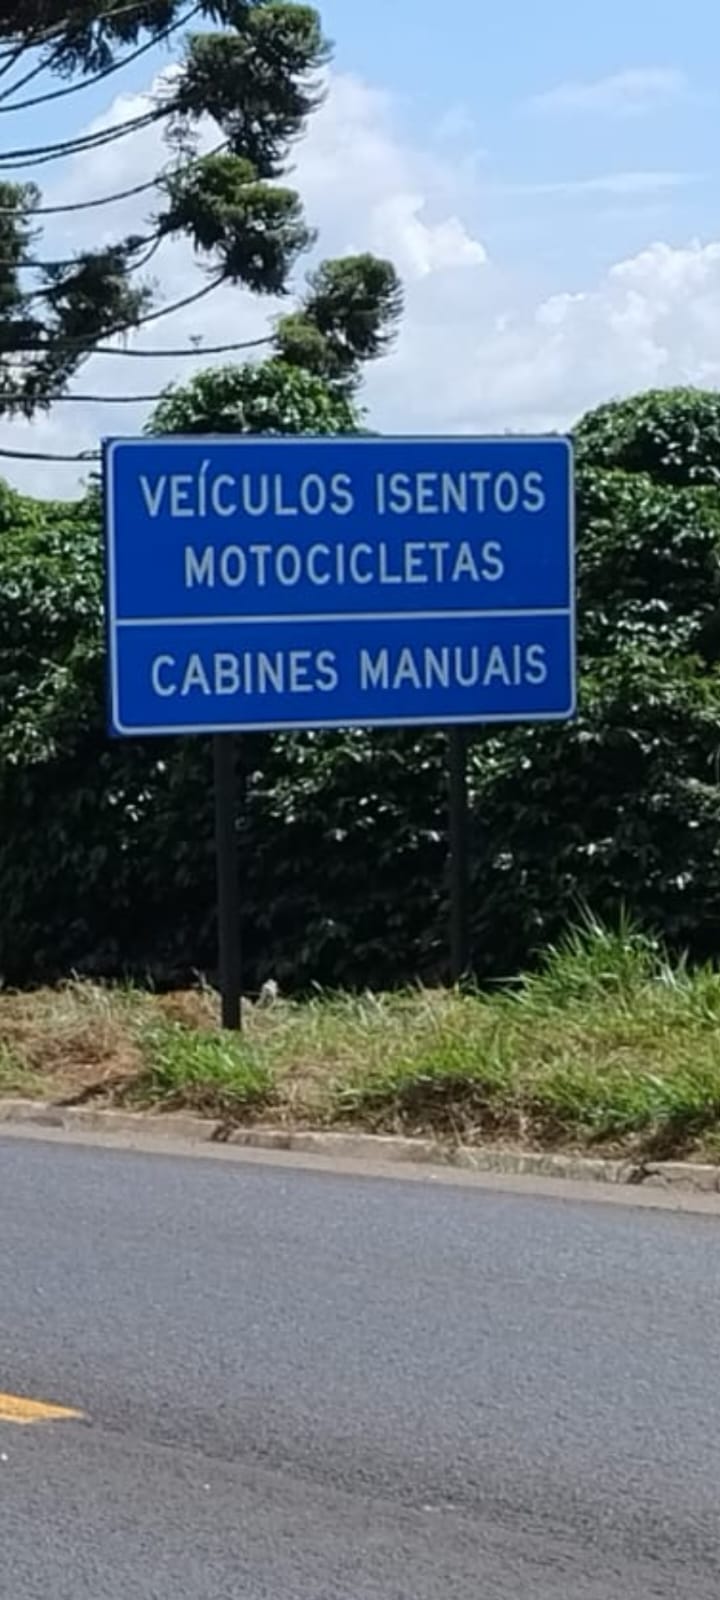 VEÍCULOS ISENTOS
MOTOCICLETAS
CABINES MANUAIS